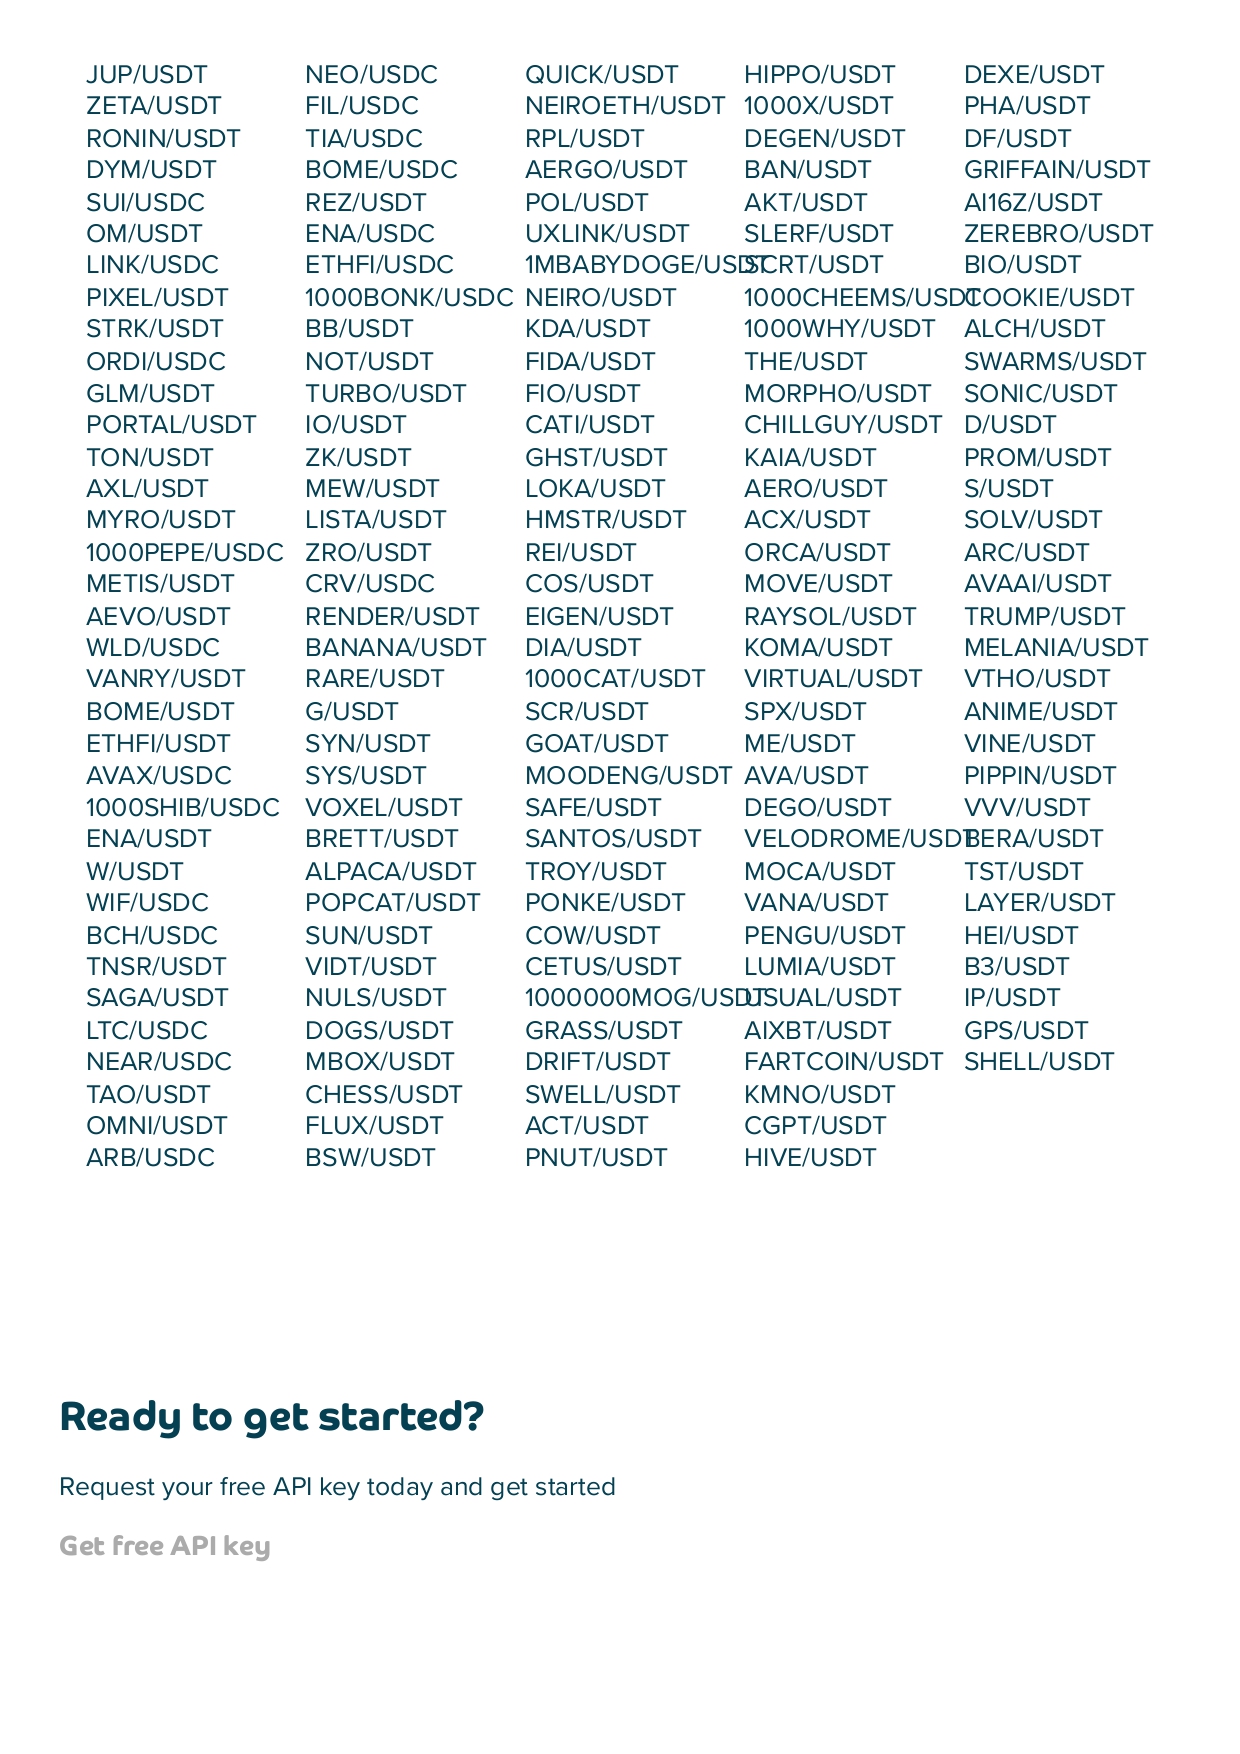 JUP/USDT NEO/USDC QUICK/USDT HIPPO/USDT DEXE/USDT
ZETA/USDT FIL/USDC NEIROETH/USDT 1000X/USDT PHA/USDT
RONIN/USDT TIA/USDC RPL/USDT DEGEN/USDT DF/USDT
DYM/USDT BOME/USDC AERGO/USDT BAN/USDT GRIFFAIN/USDT
SUI/USDC REZ/USDT POL/USDT AKT/USDT AI16Z/USDT
OM/USDT ENA/USDC UXLINK/USDT SLERF/USDT ZEREBRO/USDT
LINK/USDC ETHFI/USDC 1MBABYDOGE/USDT SCRT/USDT BIO/USDT
PIXEL/USDT 1000BONK/USDC NEIRO/USDT 1000CHEEMS/USDT COOKIE/USDT
STRK/USDT BB/USDT KDA/USDT 1000WHY/USDT ALCH/USDT
ORDI/USDC NOT/USDT FIDA/USDT THE/USDT SWARMS/USDT
GLM/USDT TURBO/USDT FIO/USDT MORPHO/USDT SONIC/USDT
PORTAL/USDT IO/USDT CATI/USDT CHILLGUY/USDT D/USDT
TON/USDT ZK/USDT GHST/USDT KAIA/USDT PROM/USDT
AXL/USDT MEW/USDT LOKA/USDT AERO/USDT S/USDT
MYRO/USDT LISTA/USDT HMSTR/USDT ACX/USDT SOLV/USDT
1000PEPE/USDC ZRO/USDT REI/USDT ORCA/USDT ARC/USDT
METIS/USDT CRV/USDC COS/USDT MOVE/USDT AVAAI/USDT
AEVO/USDT RENDER/USDT EIGEN/USDT RAYSOL/USDT TRUMP/USDT
WLD/USDC BANANA/USDT DIA/USDT KOMA/USDT MELANIA/USDT
VANRY/USDT RARE/USDT 1000CAT/USDT VIRTUAL/USDT VTHO/USDT
BOME/USDT G/USDT SCR/USDT SPX/USDT ANIME/USDT
ETHFI/USDT SYN/USDT GOAT/USDT ME/USDT VINE/USDT
AVAX/USDC SYS/USDT MOODENG/USDT AVA/USDT PIPPIN/USDT
1000SHIB/USDC VOXEL/USDT SAFE/USDT DEGO/USDT VVV/USDT
ENA/USDT BRETT/USDT SANTOS/USDT VELODROME/USDT BERA/USDT
W/USDT ALPACA/USDT TROY/USDT MOCA/USDT TST/USDT
WIF/USDC POPCAT/USDT PONKE/USDT VANA/USDT LAYER/USDT
BCH/USDC SUN/USDT COW/USDT PENGU/USDT HEI/USDT
TNSR/USDT VIDT/USDT CETUS/USDT LUMIA/USDT B3/USDT
SAGA/USDT NULS/USDT 1000000MOG/USDT USUAL/USDT IP/USDT
LTC/USDC DOGS/USDT GRASS/USDT AIXBT/USDT GPS/USDT
NEAR/USDC MBOX/USDT DRIFT/USDT FARTCOIN/USDT SHELL/USDT
TAO/USDT CHESS/USDT SWELL/USDT KMNO/USDT
OMNI/USDT FLUX/USDT ACT/USDT CGPT/USDT
ARB/USDC BSW/USDT PNUT/USDT HIVE/USDT
Ready to get started?
Request your free API key today and get started
Get free API key